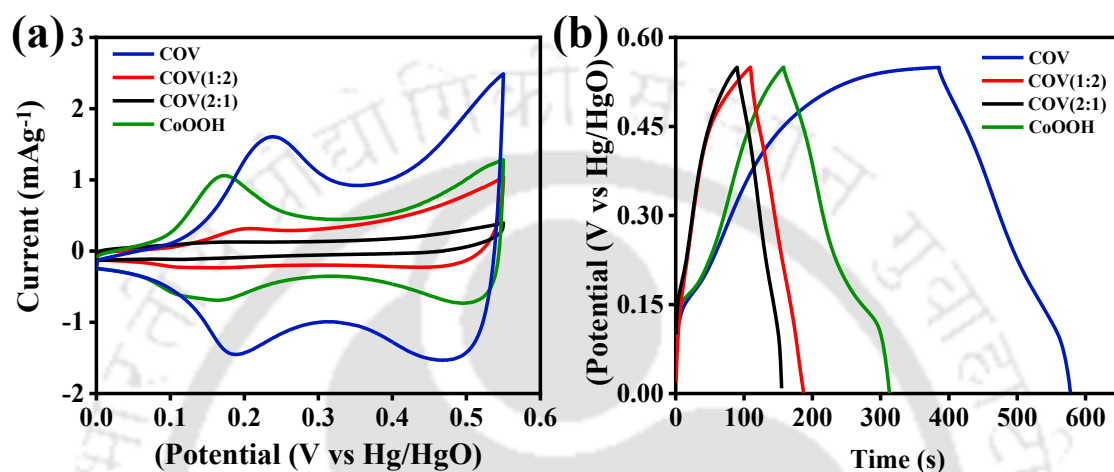 (a)
3
2
1
0
-1
-2
0.0 0.1 0.2 0.3 0.4 0.5 0.6
Current (mAg-1)
(Potential (V vs Hg/HgO)
COV
COV(1:2)
COV(2:1)
CoOOH
(b)
0.60
0.45
0.30
0.15
0.00
0 100 200 300 400 500 600
(Potential (V vs Hg/HgO)
Time (s)
COV
COV(1:2)
COV(2:1)
CoOOH